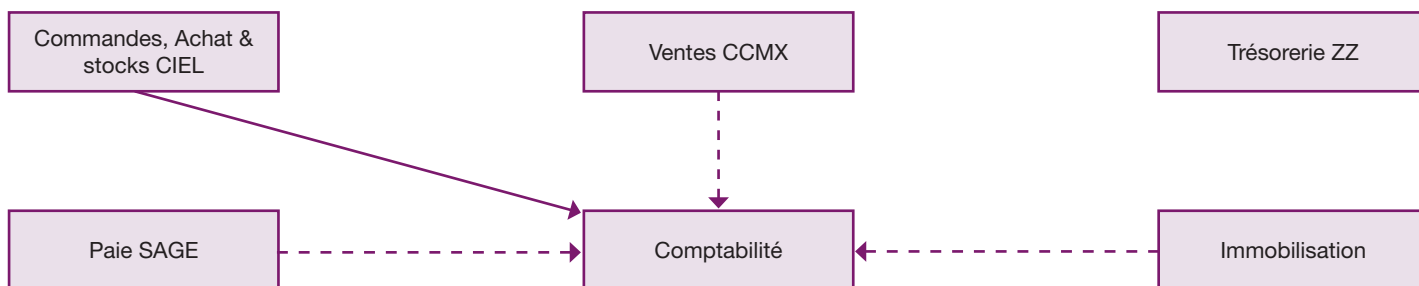 Commandes, Achat &
stocks CIEL
Ventes CCMX
Trésorerie ZZ
Paie SAGE
Comptabilité
Immobilisation